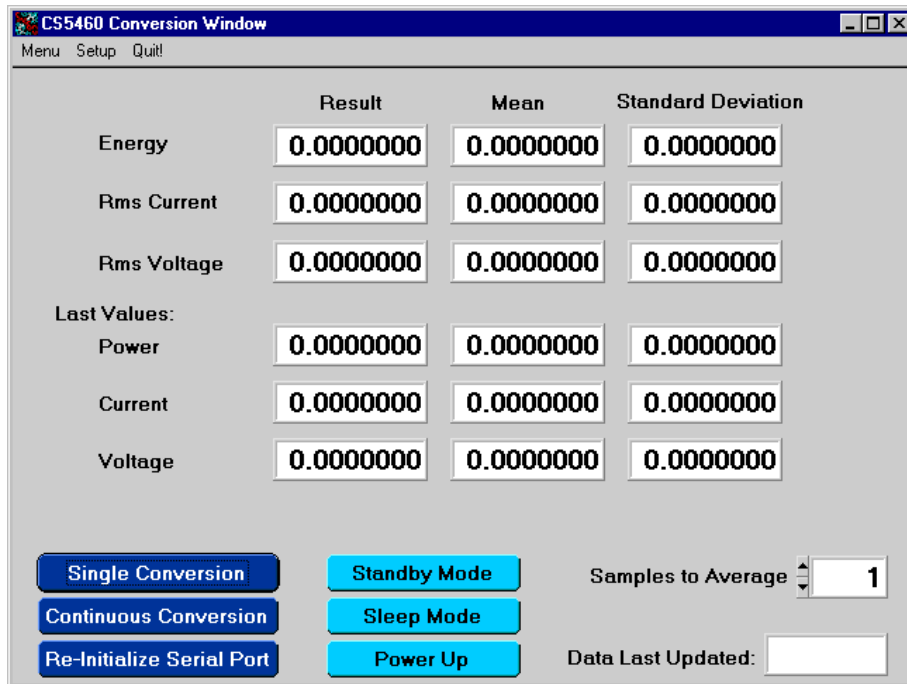 CS5460 Conversion Window
Menu Setup Quit!
Result Mean Standard Deviation
Energy 0.0000000 0.0000000 0.0000000
Rms Current 0.0000000 0.0000000 0.0000000
Rms Voltage 0.0000000 0.0000000 0.0000000
Last Values:
Power 0.0000000 0.0000000 0.0000000
Current 0.0000000 0.0000000 0.0000000
Voltage 0.0000000 0.0000000 0.0000000
Single Conversion Standby Mode Samples to Average 1
Continuous Conversion Sleep Mode
Re-Initialize Serial Port Power Up Data Last Updated: